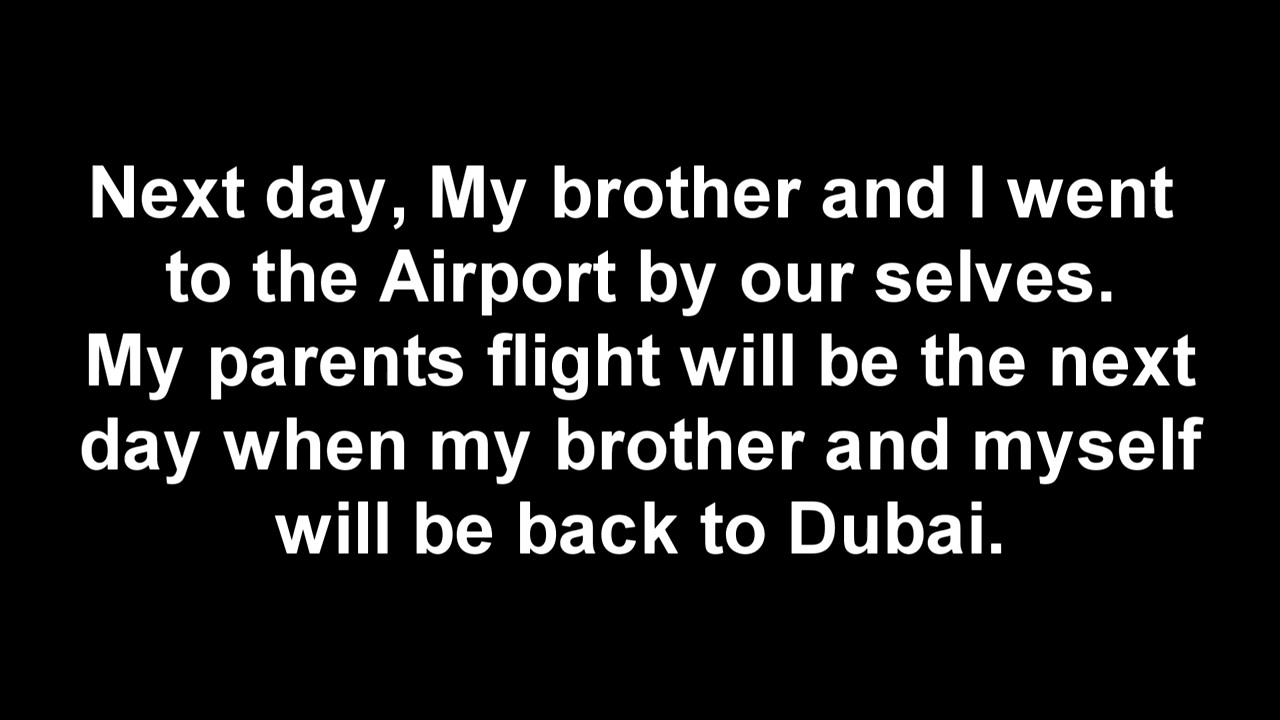 Next day, My brother and I went
to the Airport by our selves.
My parents flight will be the next
day when my brother and myself
will be back to Dubai.